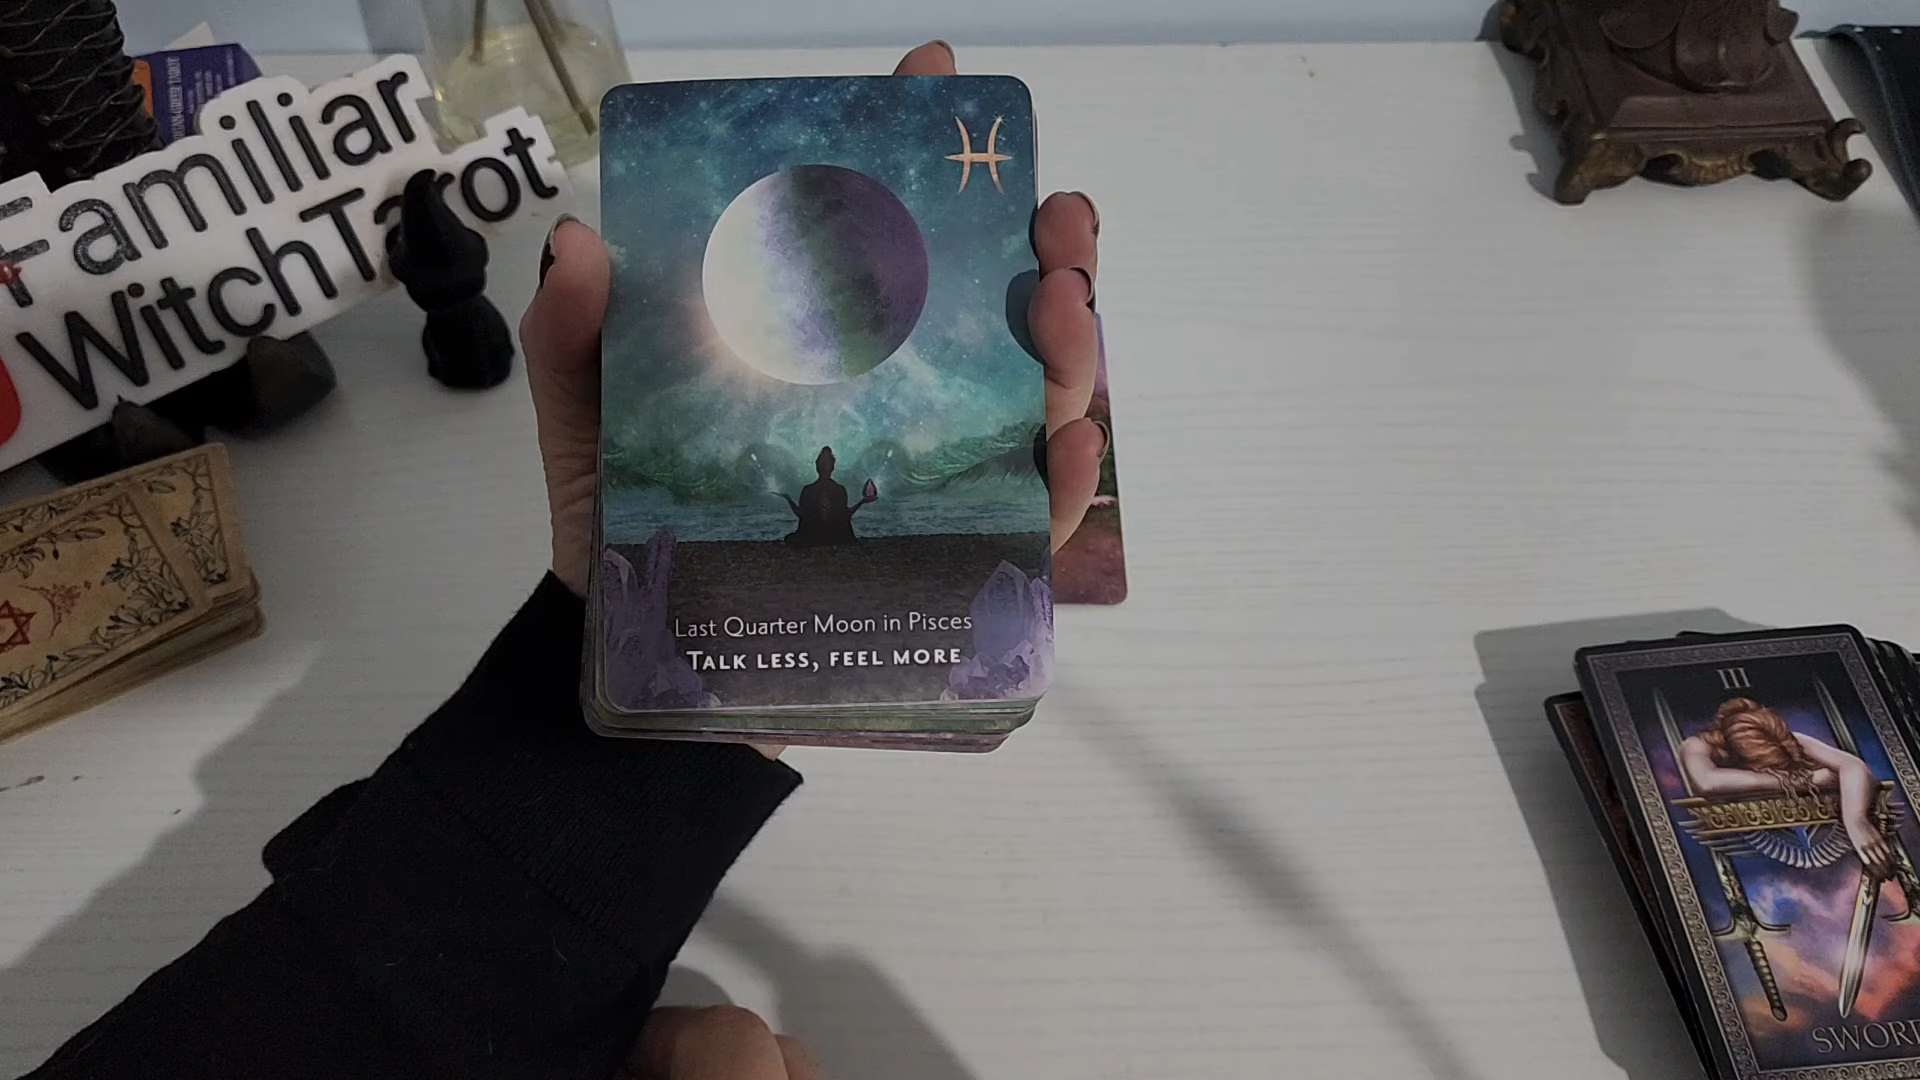 Familiar
WitchTarot
Last Quarter Moon in Pisces
TALK LESS, FEEL MORE
III
SWORD